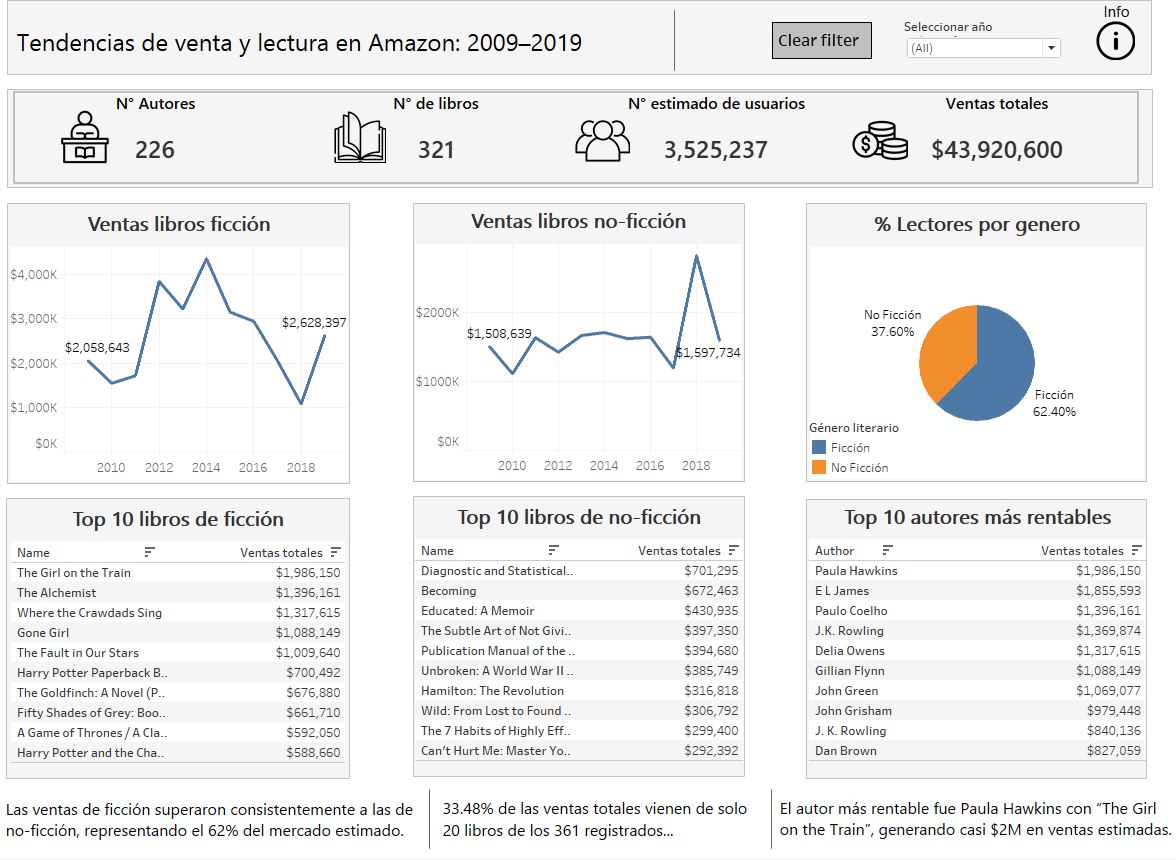 Tendencias de venta y lectura en Amazon: 2009–2019
Clear filter
Seleccionar año
(All)
Info
N° Autores
226
N° de libros
321
N° estimado de usuarios
3,525,237
Ventas totales
$43,920,600
Ventas libros ficción
$4,000K
$3,000K
$2,000K
$1,000K
$0K
$2,058,643
$2,628,397
2010 2012 2014 2016 2018
Ventas libros no-ficción
$2000K
$1000K
$0K
$1,508,639
$1,597,734
2010 2012 2014 2016 2018
% Lectores por genero
No Ficción
37.60%
Ficción
62.40%
Género literario
Ficción
No Ficción
Top 10 libros de ficción
Name Ventas totales
The Girl on the Train $1,986,150
The Alchemist $1,396,161
Where the Crawdads Sing $1,317,615
Gone Girl $1,088,149
The Fault in Our Stars $1,009,640
Harry Potter Paperback B.. $700,492
The Goldfinch: A Novel (P.. $676,880
Fifty Shades of Grey: Boo.. $661,710
A Game of Thrones / A Cla.. $592,050
Harry Potter and the Cha.. $588,660
Top 10 libros de no-ficción
Name Ventas totales
Diagnostic and Statistical.. $701,295
Becoming $672,463
Educated: A Memoir $430,935
The Subtle Art of Not Givi.. $397,350
Publication Manual of the .. $394,680
Unbroken: A World War II .. $385,749
Hamilton: The Revolution $316,818
Wild: From Lost to Found .. $306,792
The 7 Habits of Highly Eff.. $299,400
Can't Hurt Me: Master Yo.. $292,392
Top 10 autores más rentables
Author Ventas totales
Paula Hawkins $1,986,150
E L James $1,855,593
Paulo Coelho $1,396,161
J.K. Rowling $1,369,874
Delia Owens $1,317,615
Gillian Flynn $1,088,149
John Green $1,069,077
John Grisham $979,448
J. K. Rowling $840,136
Dan Brown $827,059
Las ventas de ficción superaron consistentemente a las de
no-ficción, representando el 62% del mercado estimado.
33.48% de las ventas totales vienen de solo
20 libros de los 361 registrados...
El autor más rentable fue Paula Hawkins con “The Girl
on the Train”, generando casi $2M en ventas estimadas.